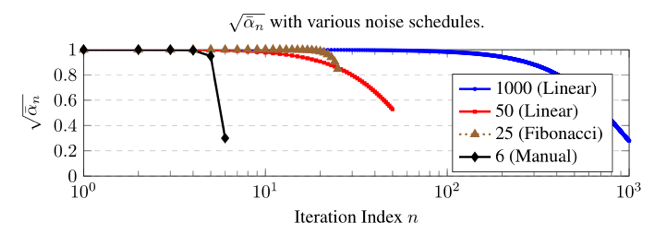 √ᾱₙ with various noise schedules.
1
0.8
0.6
0.4
0.2
0
√ᾱₙ
10⁰
10¹
10²
10³
Iteration Index n
1000 (Linear)
50 (Linear)
25 (Fibonacci)
6 (Manual)